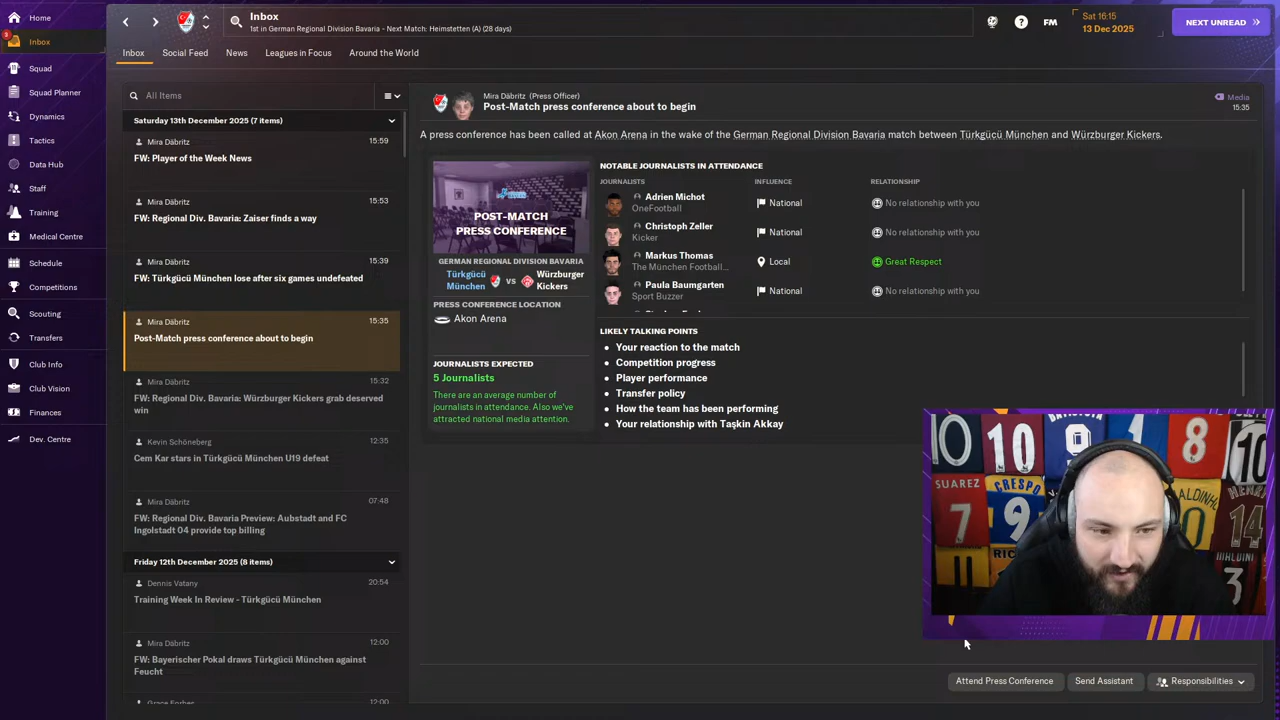 Home
3
Inbox
Squad
Squad Planner
Dynamics
Tactics
Data Hub
Staff
Training
Medical Centre
Schedule
Competitions
Scouting
Transfers
Club Info
Club Vision
Finances
Dev. Centre
Inbox
1st in German Regional Division Bavaria - Next Match: Heimstetten (A) (28 days)
?
FM
Sat 16:15
13 Dec 2025
NEXT UNREAD
Inbox
Social Feed
News
Leagues in Focus
Around the World
All Items
Saturday 13th December 2025 (7 items)
Mira Däbritz
15:59
FW: Player of the Week News
Mira Däbritz
15:53
FW: Regional Div. Bavaria: Zaiser finds a way
Mira Däbritz
15:39
FW: Türkgücü München lose after six games undefeated
Mira Däbritz
15:35
Post-Match press conference about to begin
Mira Däbritz
15:32
FW: Regional Div. Bavaria: Würzburger Kickers grab deserved
win
Kevin Schöneberg
12:35
Cem Kar stars in Türkgücü München U19 defeat
Mira Däbritz
07:48
FW: Regional Div. Bavaria Preview: Aubstadt and FC
Ingolstadt 04 provide top billing
Friday 12th December 2025 (8 items)
Dennis Vatany
20:54
Training Week In Review - Türkgücü München
Mira Däbritz
12:00
FW: Bayerischer Pokal draws Türkgücü München against
Feucht
12:00
Mira Däbritz (Press Officer)
Post-Match press conference about to begin
Media
15:35
A press conference has been called at Akon Arena in the wake of the German Regional Division Bavaria match between Türkgücü München and Würzburger Kickers.
POST-MATCH
PRESS CONFERENCE
GERMAN REGIONAL DIVISION BAVARIA
Türkgücü
München
VS
Würzburger
Kickers
PRESS CONFERENCE LOCATION
Akon Arena
JOURNALISTS EXPECTED
5 Journalists
There are an average number of
journalists in attendance. Also we've
attracted national media attention.
NOTABLE JOURNALISTS IN ATTENDANCE
JOURNALISTS
INFLUENCE
RELATIONSHIP
Adrien Michot
OneFootball
National
No relationship with you
Christoph Zeller
Kicker
National
No relationship with you
Markus Thomas
The München Football...
Local
Great Respect
Paula Baumgarten
Sport Buzzer
National
No relationship with you
LIKELY TALKING POINTS
• Your reaction to the match
• Competition progress
• Player performance
• Transfer policy
• How the team has been performing
• Your relationship with Taşkin Akkay
10
10
8
10
SUAREZ
7
CRESPO
9
14
3
Attend Press Conference
Send Assistant
Responsibilities